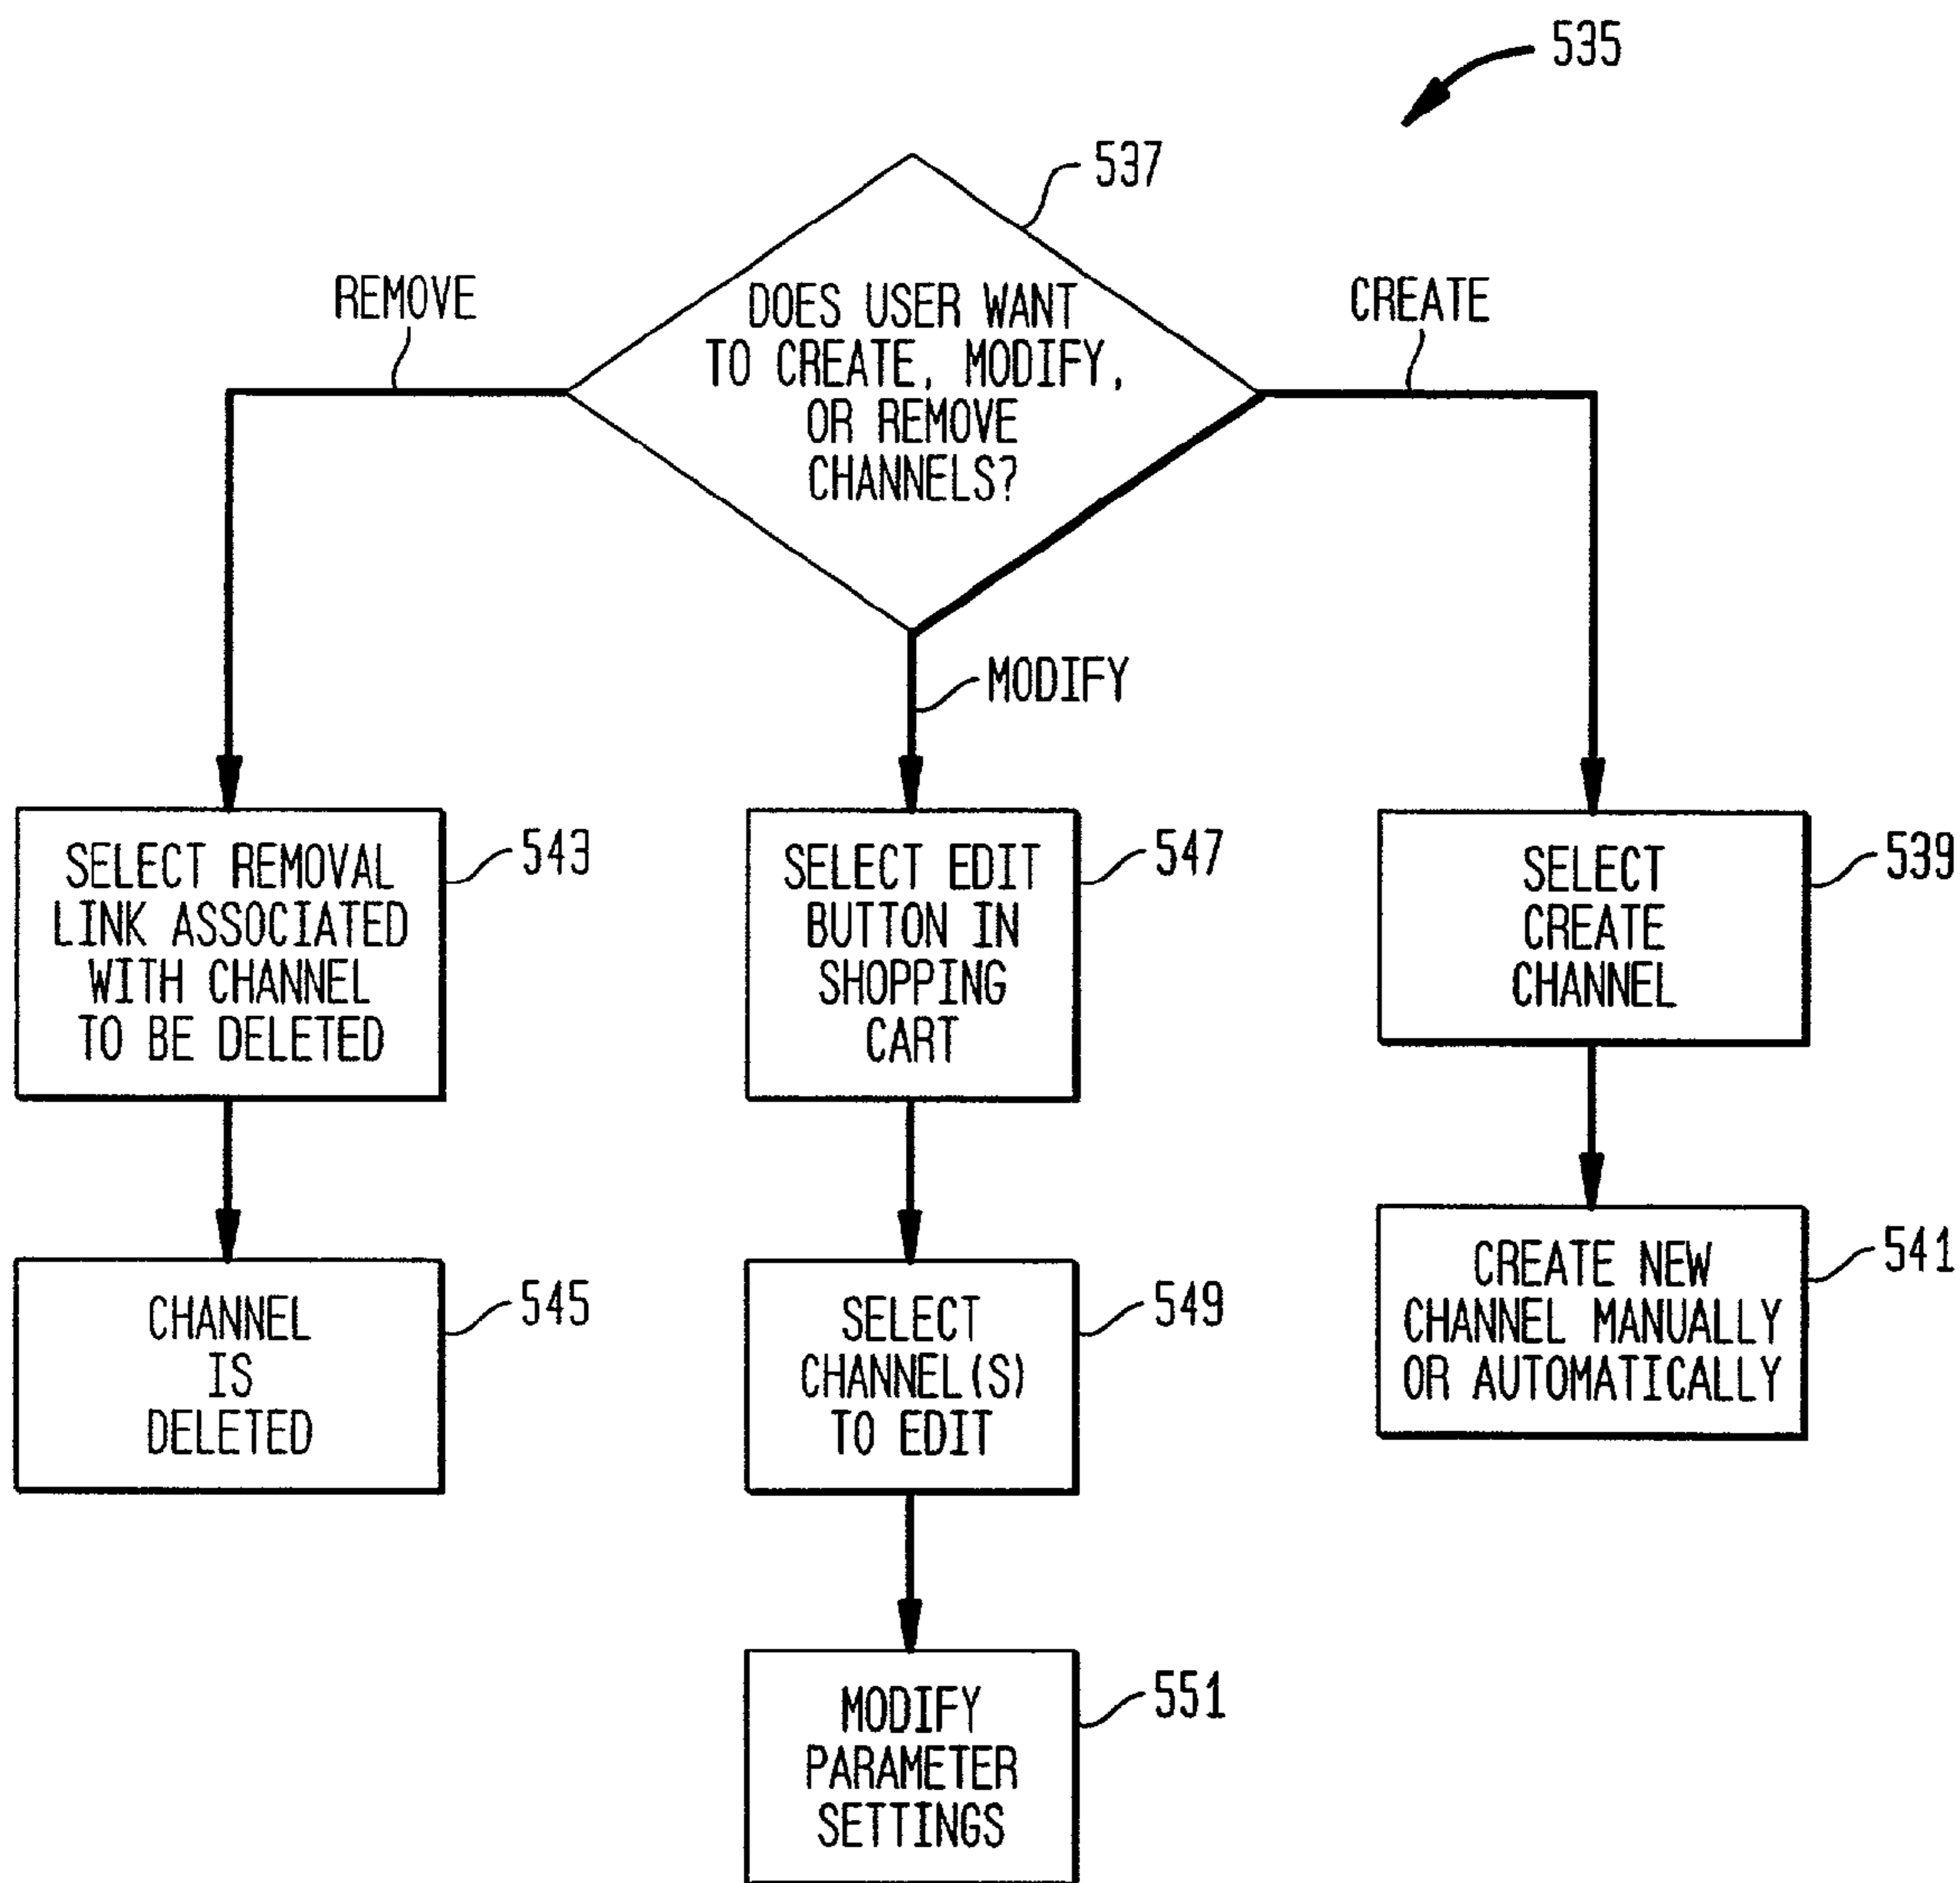 535
537
DOES USER WANT
TO CREATE, MODIFY,
OR REMOVE
CHANNELS?
REMOVE
CREATE
MODIFY
SELECT REMOVAL
LINK ASSOCIATED
WITH CHANNEL
TO BE DELETED
543
SELECT EDIT
BUTTON IN
SHOPPING
CART
547
SELECT
CREATE
CHANNEL
539
CHANNEL
IS
DELETED
545
SELECT
CHANNEL(S)
TO EDIT
549
CREATE NEW
CHANNEL MANUALLY
OR AUTOMATICALLY
541
MODIFY
PARAMETER
SETTINGS
551